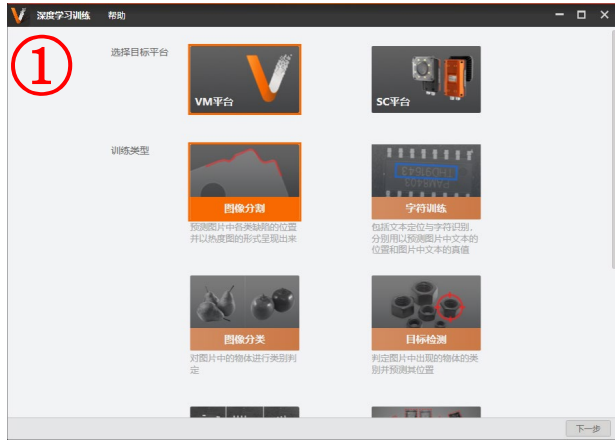 深度学习训练 帮助
①
选择目标平台
VM平台
SC平台
训练类型
图像分割
预测图片中各类缺陷的位置
并以热度图的形式呈现出来
字符训练
包括文本定位与字符识别，
分别用以预测图片中文本的
位置和图片中文本的真值
图像分类
对图片中的物体进行类别判
定
目标检测
判定图片中出现的物体的类
别并预测其位置
下一步